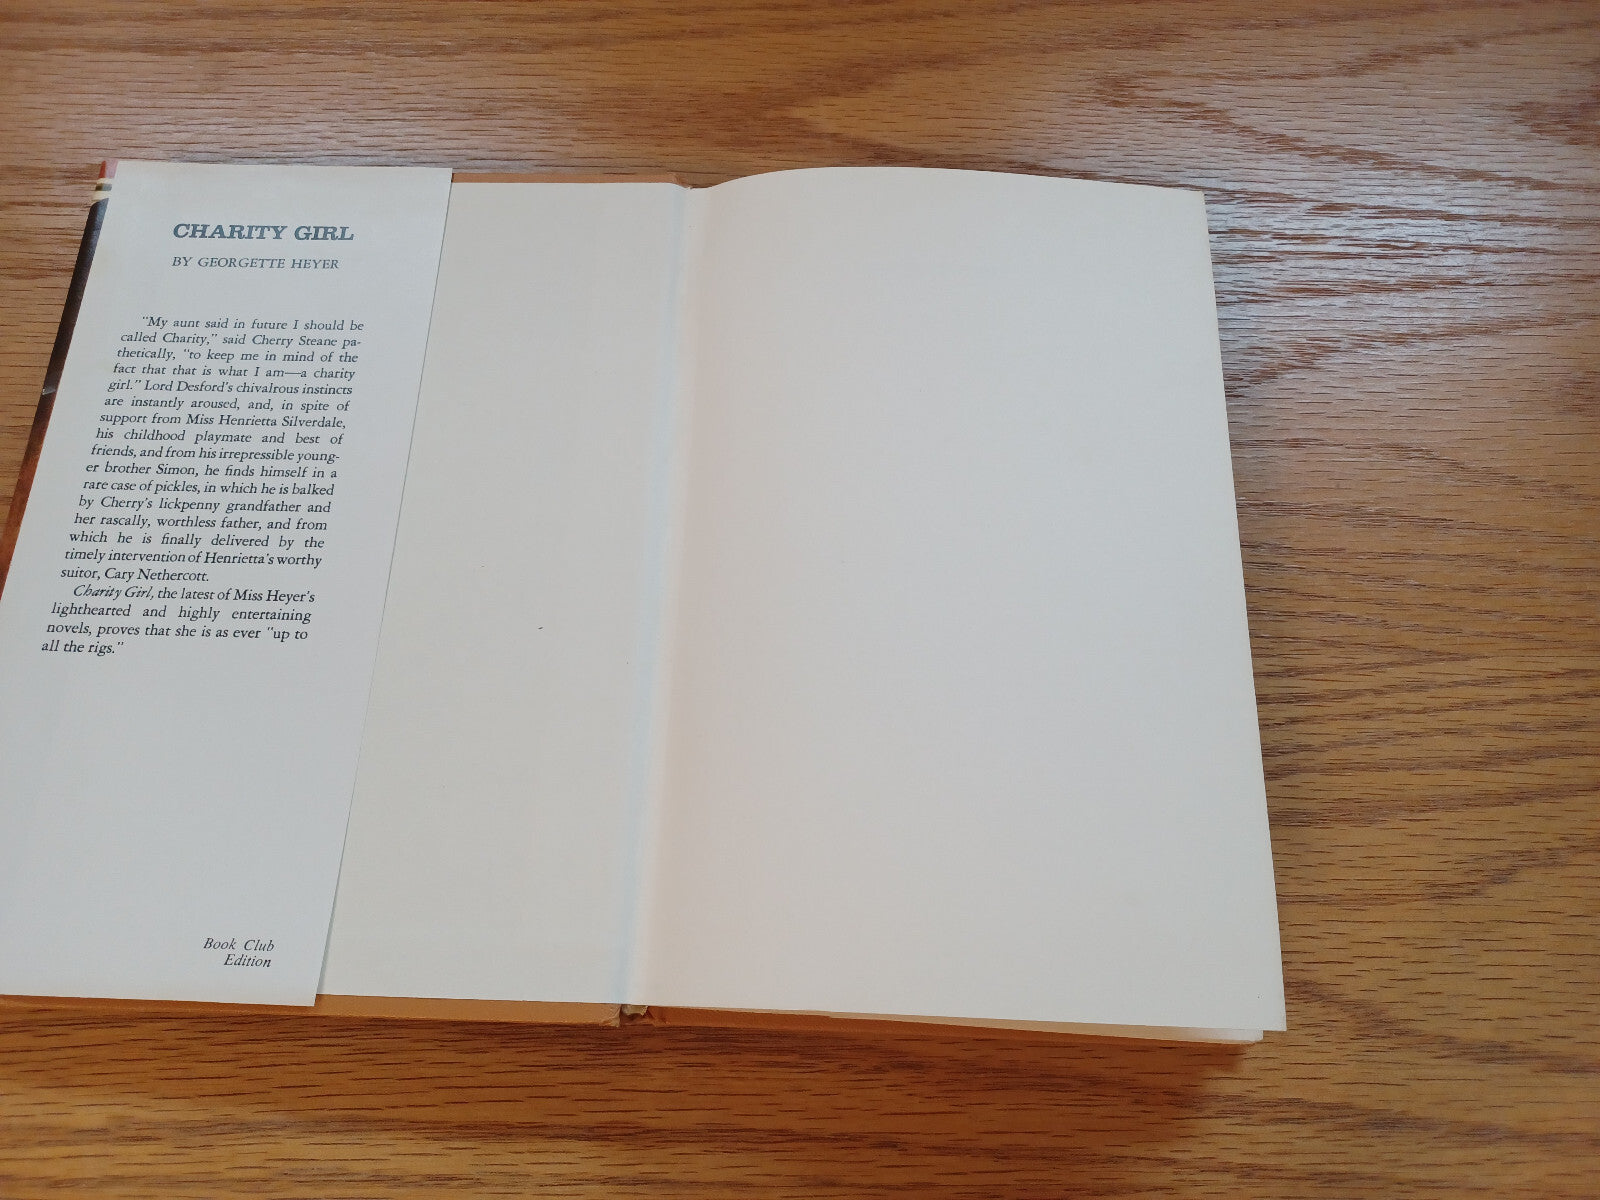 CHARITY GIRL
BY GEORGETTE HEYER
"My aunt said in future I should be
called Charity," said Cherry Steane pa-
thetically, "to keep me in mind of the
fact that that is what I am—a charity
girl." Lord Desford's chivalrous instincts
are instantly aroused, and, in spite of
support from Miss Henrietta Silverdale,
his childhood playmate and best of
friends, and from his irrepressible young-
er brother Simon, he finds himself in a
rare case of pickles, in which he is balked
by Cherry's lickpenny grandfather and
her rascally, worthless father, and from
which he is finally delivered by the
timely intervention of Henrietta's worthy
suitor, Cary Nethercott.
Charity Girl, the latest of Miss Heyer's
lighthearted and highly entertaining
novels, proves that she is as ever "up to
all the rigs."
Book Club
Edition